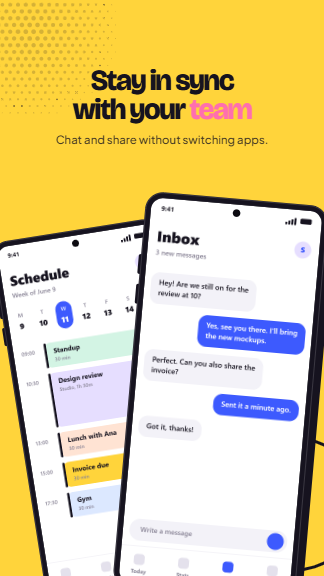 Stay in sync
with your team
Chat and share without switching apps.
9:41
Schedule
Week of June 9
M T W T F S
9 10 11 12 13 14
09:00
Standup
30 min
10:30
Design review
Studio, 1h 30m
13:00
Lunch with Ana
15:00
Invoice due
30 min
17:30
Gym
9:41
Inbox
3 new messages
S
Hey! Are we still on for the
review at 10?
Yes, see you there. I'll bring
the new mockups.
Perfect. Can you also share the
invoice?
Sent it a minute ago.
Got it, thanks!
Write a message
Today